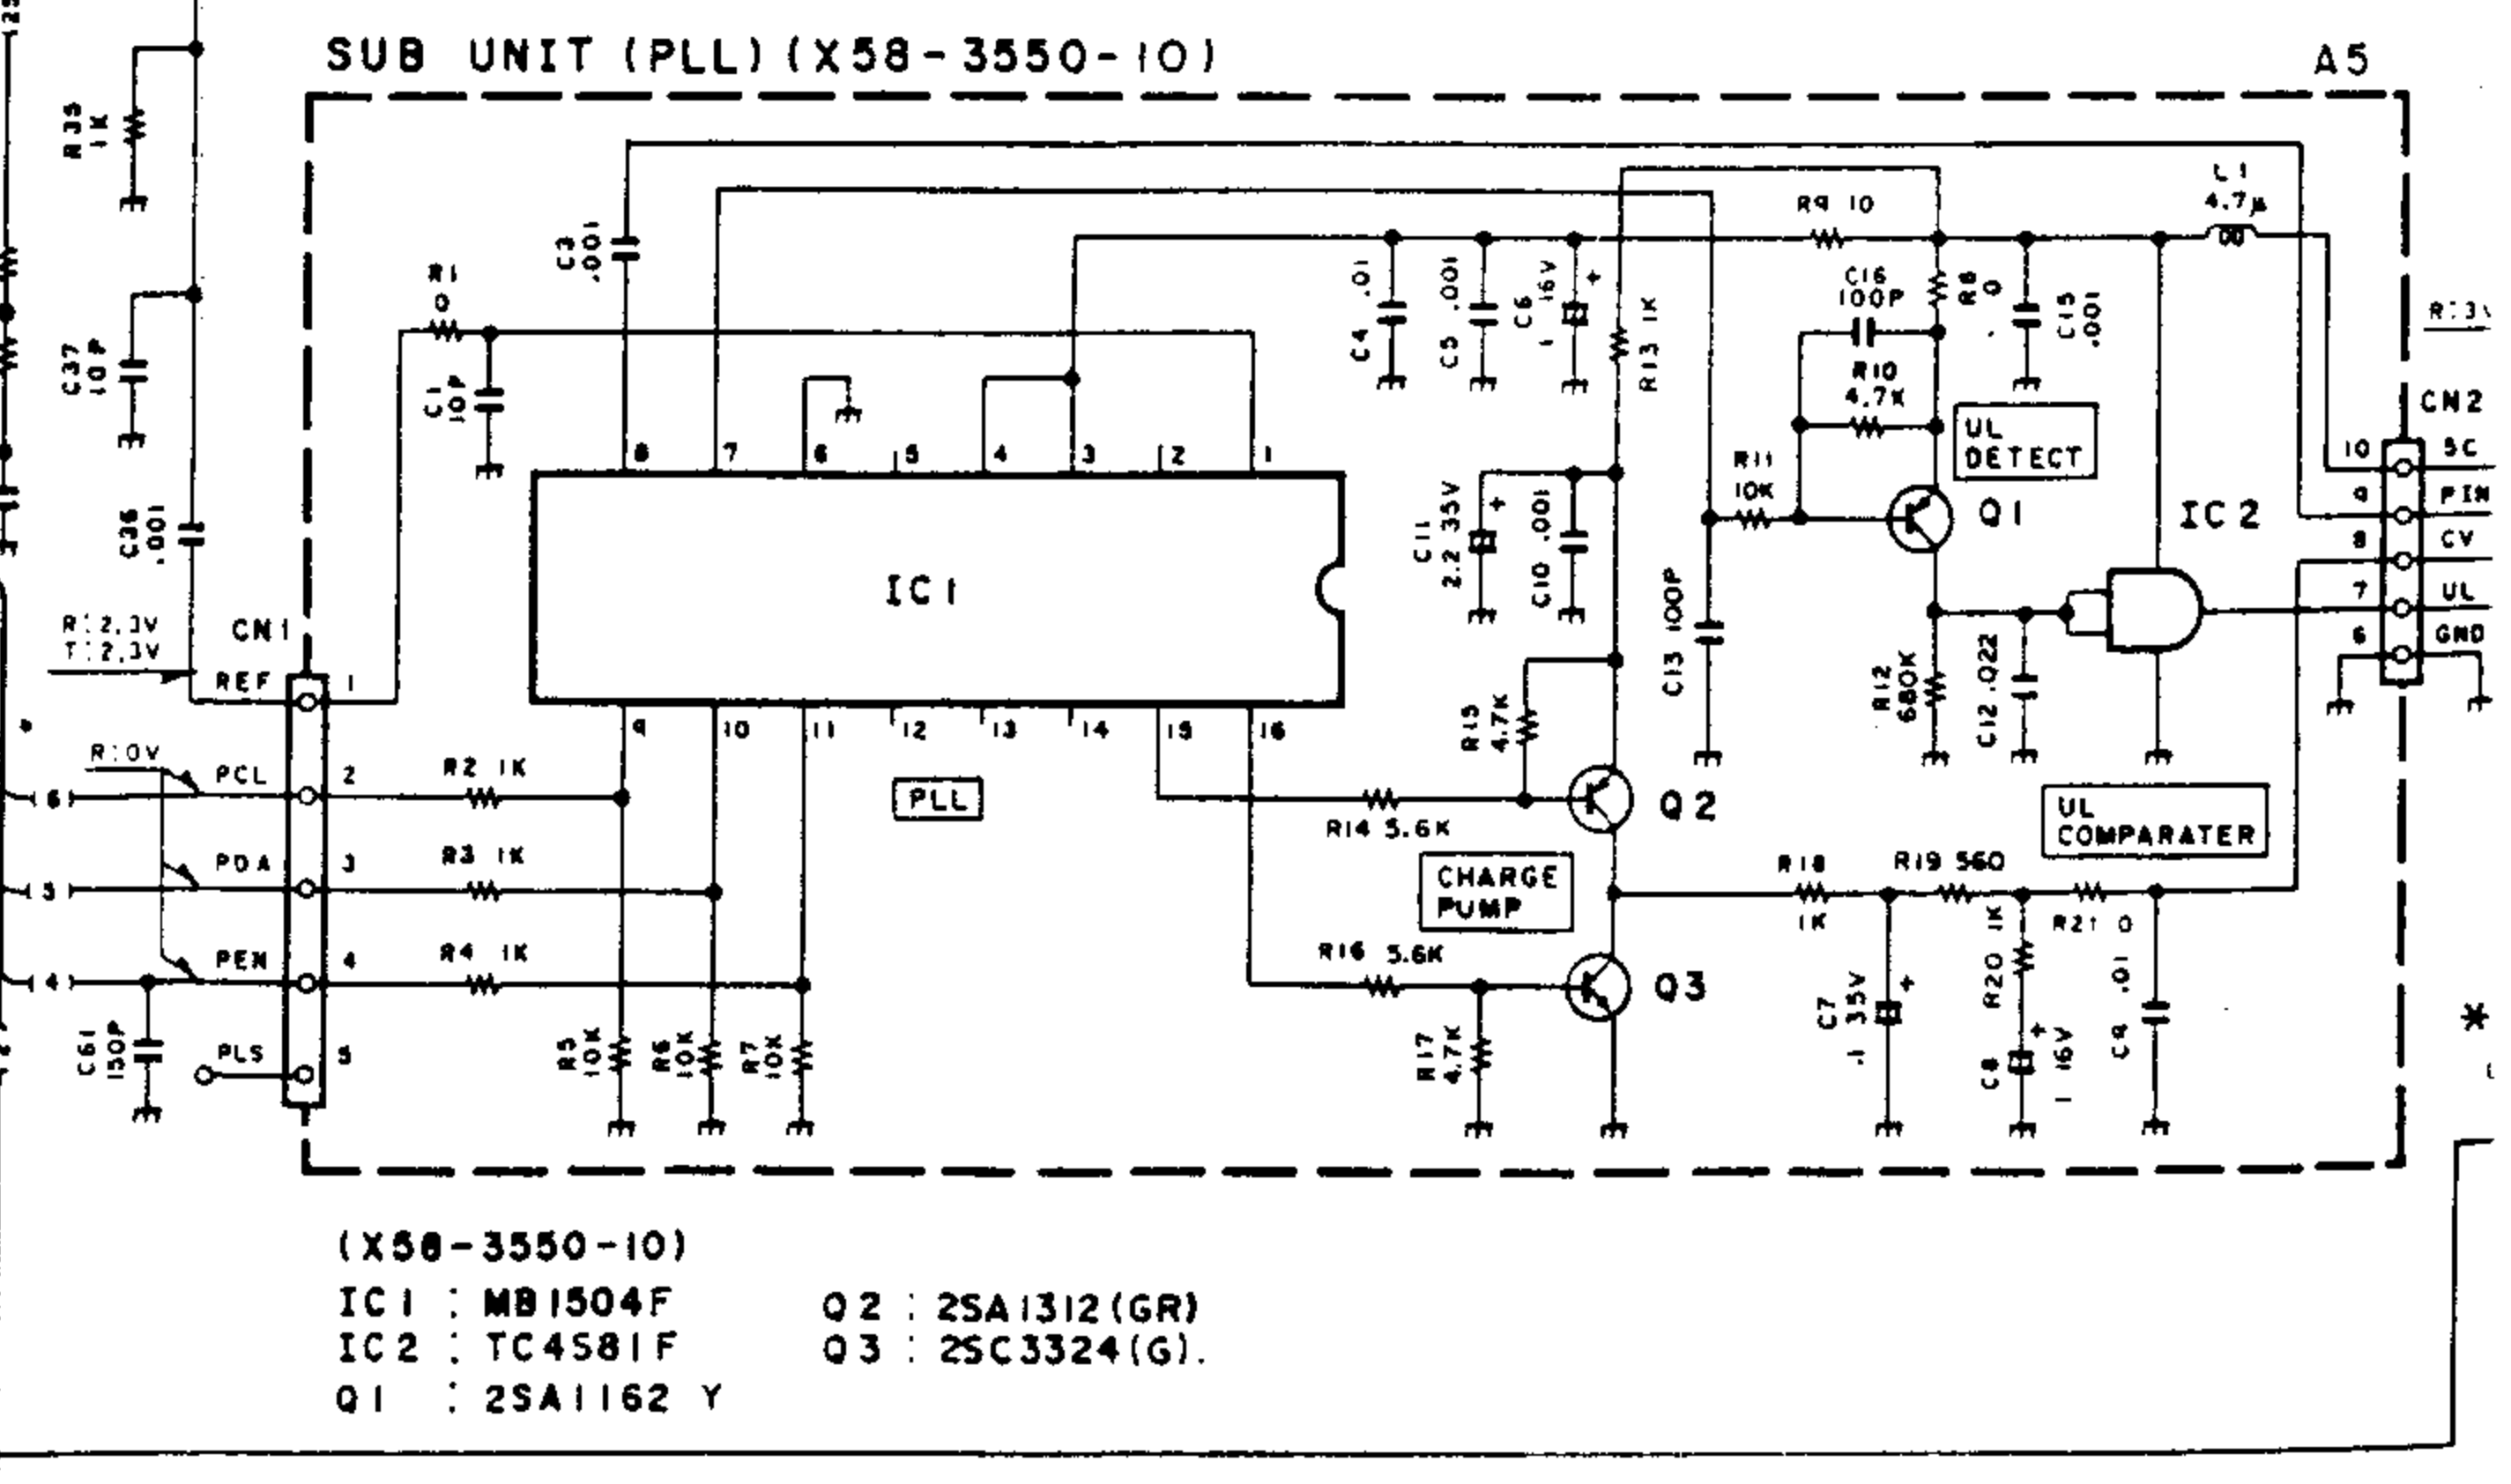 SUB UNIT (PLL)(X58-3550-10)
A5
R39
1K
C37
10P
C36
.001
R:2.3V
T:2.3V
CN1
REF
1
R:0V
PCL
2
6
PDA
3
5
PEN
4
4
C61
150P
PLS
5
C3
.001
R1
0
C1
10P
8
7
6
5
4
3
2
1
IC1
9
10
11
12
13
14
15
16
PLL
R2 1K
R3 1K
R4 1K
R5
10K
R6
10K
R7
10K
C4 .01
C5 .001
C6
1 16V
+
R13 1K
R9 10
C16
100P
R10
4.7K
R8
0
C15
.001
L1
4.7μ
UL
DETECT
R11
10K
Q1
IC2
C11
2.2 35V
+
C10 .001
C13 100P
R12
680K
C12 .022
R15
4.7K
R14 5.6K
Q2
CHARGE
PUMP
R16 5.6K
Q3
R17
4.7K
UL
COMPARATER
R18
1K
R19 560
R20 1K
R21 0
C7
.1 35V
+
C8
1 16V
+
C9 .01
CN2
10
5C
9
PIN
8
CV
7
UL
6
GND
*
(X58-3550-10)
IC1 : MB1504F
IC2 : TC4S81F
Q1 : 2SA1162 Y
Q2 : 2SA1312(GR)
Q3 : 2SC3324(G).